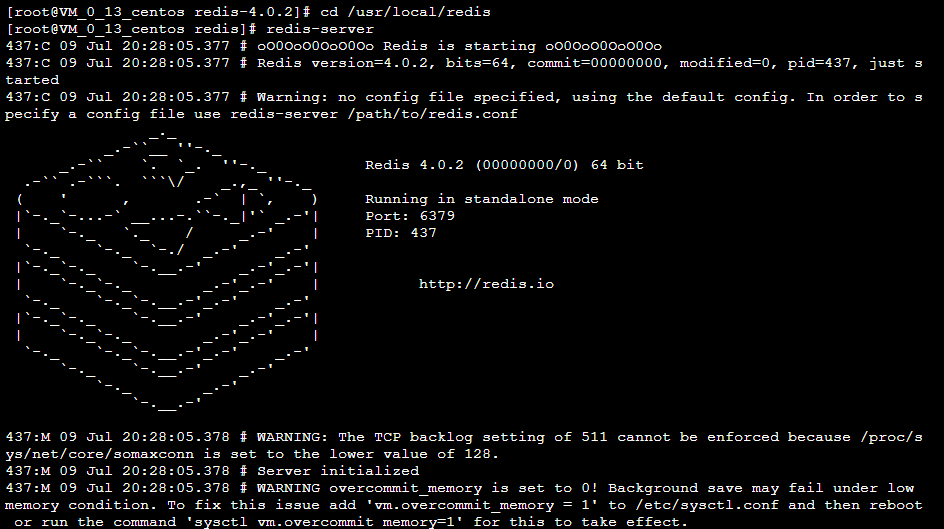 [root@VM_0_13_centos redis-4.0.2]# cd /usr/local/redis
[root@VM_0_13_centos redis]# redis-server
437:C 09 Jul 20:28:05.377 # oO0OoO0OoO0Oo Redis is starting oO0OoO0OoO0Oo
437:C 09 Jul 20:28:05.377 # Redis version=4.0.2, bits=64, commit=00000000, modified=0, pid=437, just s
tarted
437:C 09 Jul 20:28:05.377 # Warning: no config file specified, using the default config. In order to s
pecify a config file use redis-server /path/to/redis.conf
Redis 4.0.2 (00000000/0) 64 bit
Running in standalone mode
Port: 6379
PID: 437
http://redis.io
437:M 09 Jul 20:28:05.378 # WARNING: The TCP backlog setting of 511 cannot be enforced because /proc/s
ys/net/core/somaxconn is set to the lower value of 128.
437:M 09 Jul 20:28:05.378 # Server initialized
437:M 09 Jul 20:28:05.378 # WARNING overcommit_memory is set to 0! Background save may fail under low
memory condition. To fix this issue add 'vm.overcommit_memory = 1' to /etc/sysctl.conf and then reboot
or run the command 'sysctl vm.overcommit_memory=1' for this to take effect.